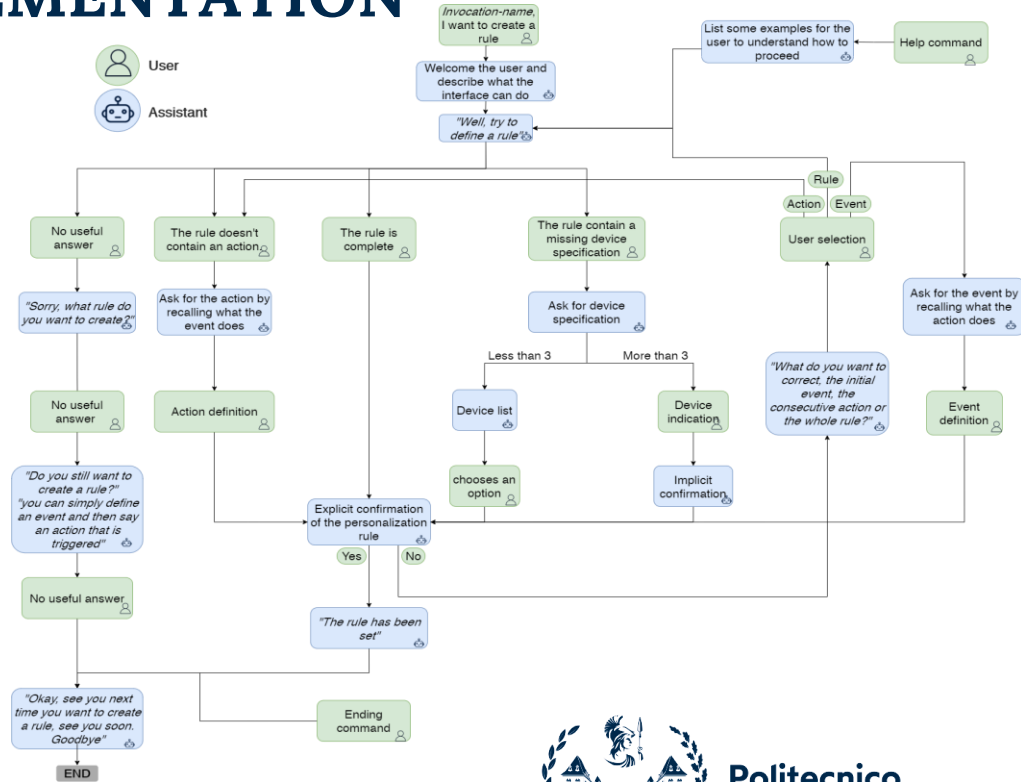 EMENTATION
Invocation-name,
I want to create a
rule
List some examples for the
user to understand how to
proceed
Help command
User
Assistant
Welcome the user and
describe what the
interface can do
"Well, try to
define a rule"
Rule
Action
Event
No useful
answer
The rule doesn't
contain an action
The rule is
complete
The rule contain a
missing device
specification
User selection
"Sorry, what rule do
you want to create?"
Ask for the action by
recalling what the
event does
Ask for device
specification
Ask for the event by
recalling what the
action does
Less than 3
More than 3
No useful
answer
Action definition
Device list
Device
indication
"What do you want to
correct, the initial
event, the
consecutive action or
the whole rule?"
Event
definition
"Do you still want to
create a rule?"
"you can simply define
an event and then say
an action that is
triggered"
chooses an
option
Implicit
confirmation
Explicit confirmation
of the personalization
rule
Yes
No
No useful answer
"The rule has been
set"
"Okay, see you next
time you want to create
a rule, see you soon.
Goodbye"
Ending
command
END
Politecnico